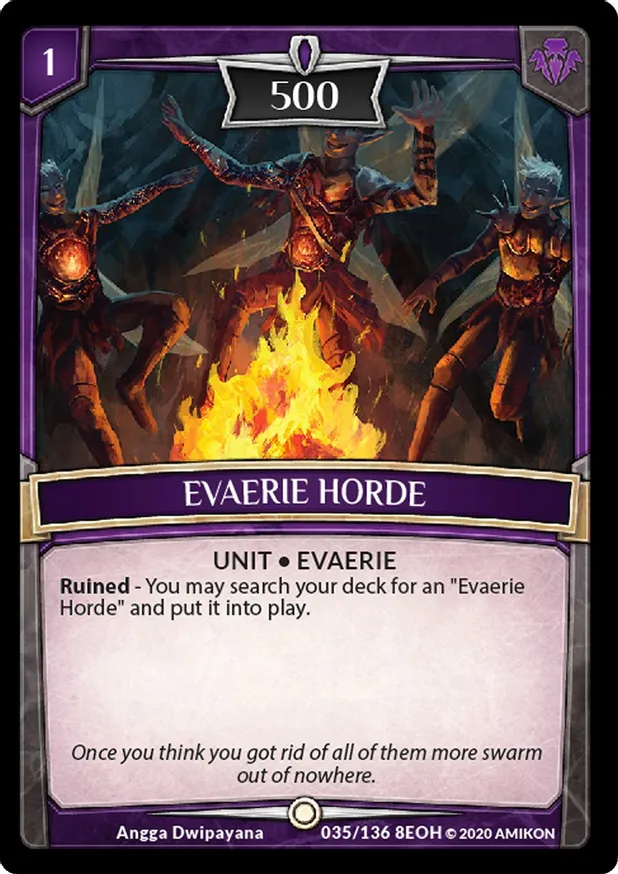 1
500
EVAERIE HORDE
UNIT • EVAERIE
Ruined - You may search your deck for an "Evaerie
Horde" and put it into play.
Once you think you got rid of all of them more swarm
out of nowhere.
Angga Dwipayana 035/136 8EOH © 2020 AMIKON